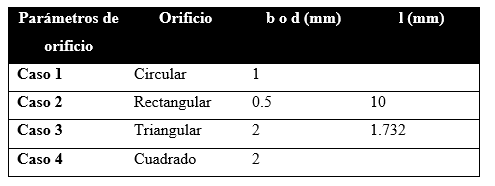 Parámetros de orificio Orificio b o d (mm) l (mm)
Caso 1 Circular 1
Caso 2 Rectangular 0.5 10
Caso 3 Triangular 2 1.732
Caso 4 Cuadrado 2